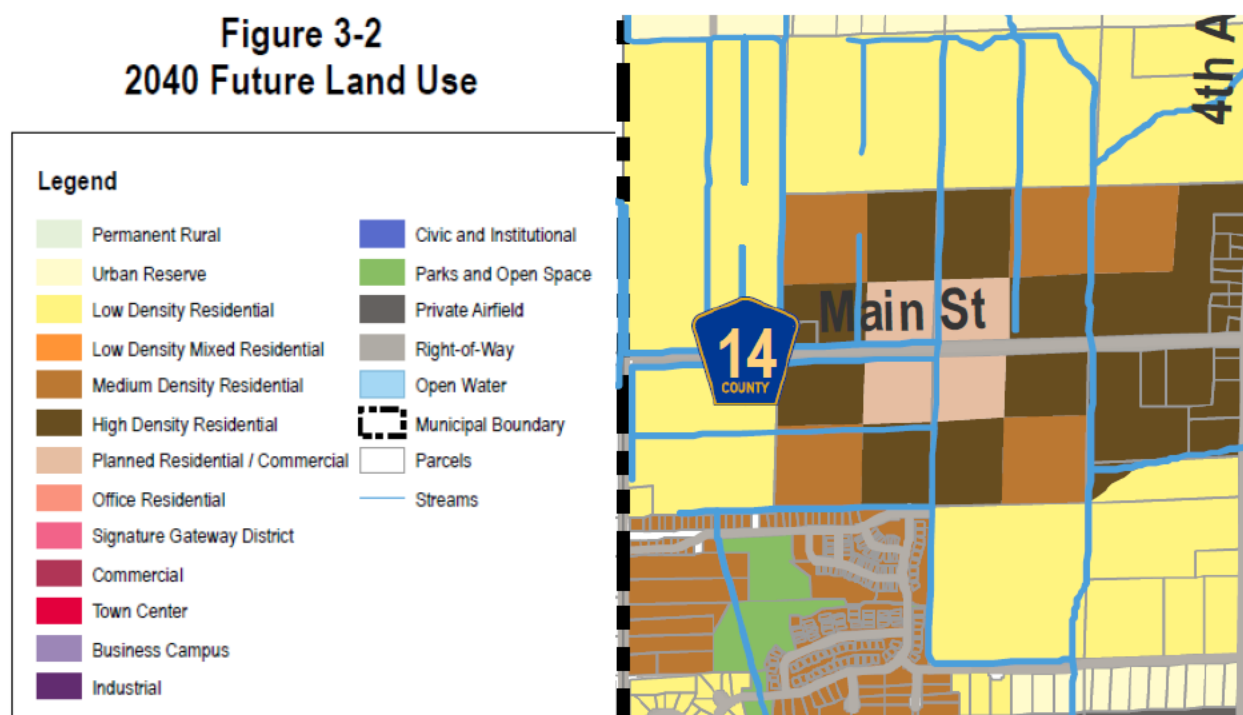 Figure 3-2
2040 Future Land Use
Legend
Permanent Rural
Urban Reserve
Low Density Residential
Low Density Mixed Residential
Medium Density Residential
High Density Residential
Planned Residential / Commercial
Office Residential
Signature Gateway District
Commercial
Town Center
Business Campus
Industrial
Civic and Institutional
Parks and Open Space
Private Airfield
Right-of-Way
Open Water
Municipal Boundary
Parcels
Streams
4th A
Main St
14
COUNTY